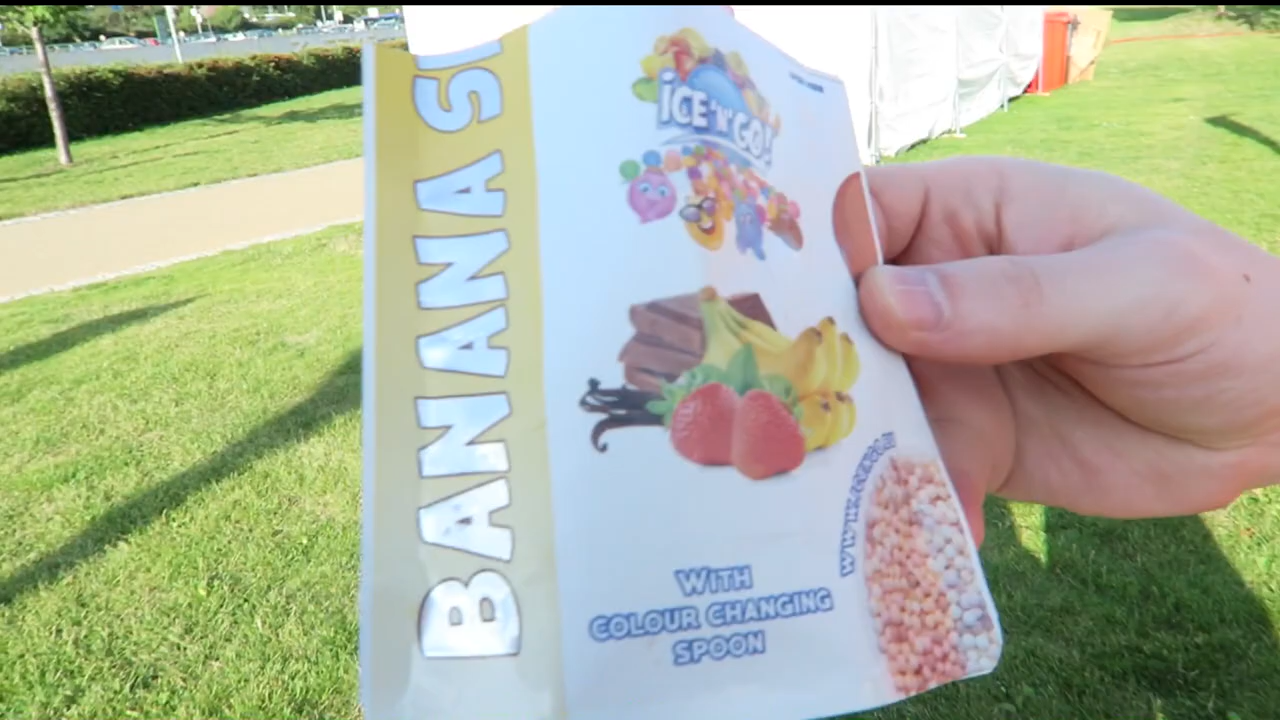 BANANA
ICE 'N' GO!
WITH
COLOUR CHANGING
SPOON